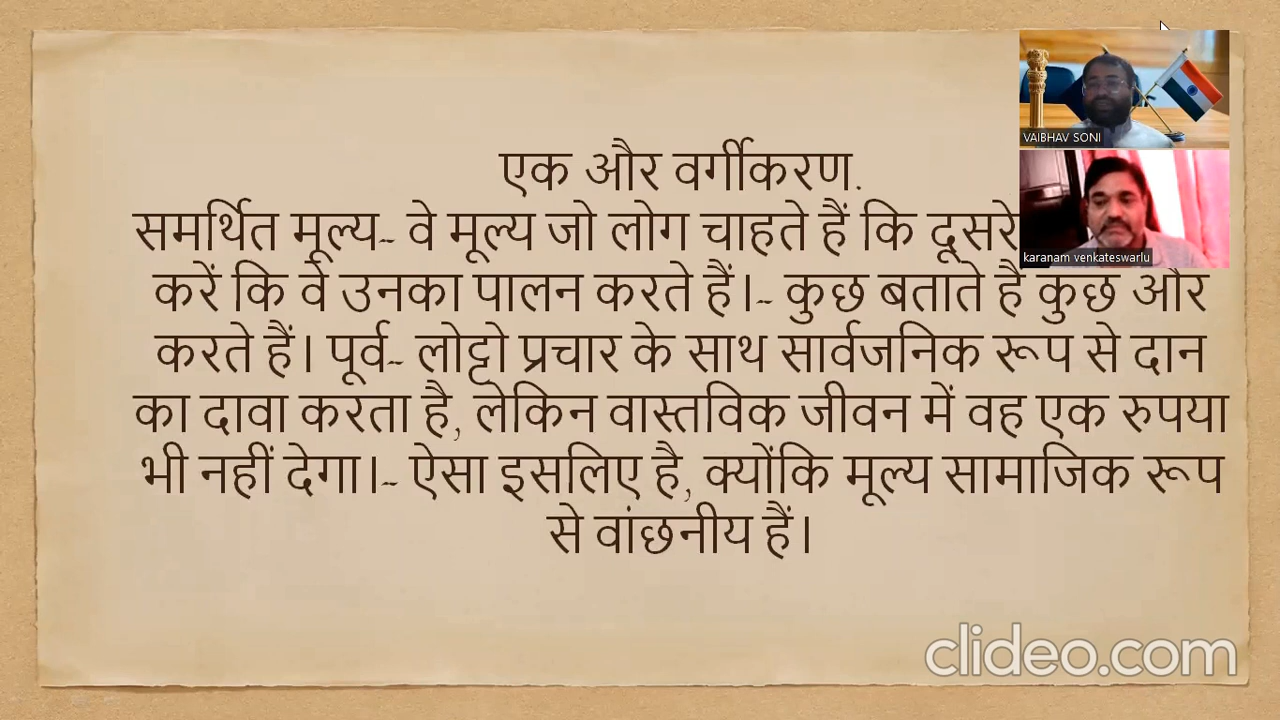 एक और वर्गीकरण.
समर्थित मूल्य- वे मूल्य जो लोग चाहते हैं कि दूसरे
करें कि वे उनका पालन करते हैं।- कुछ बताते है कुछ और
करते हैं। पूर्व- लोट्टो प्रचार के साथ सार्वजनिक रूप से दान
का दावा करता है, लेकिन वास्तविक जीवन में वह एक रुपया
भी नहीं देगा।- ऐसा इसलिए है, क्योंकि मूल्य सामाजिक रूप
से वांछनीय हैं।
VAIBHAV SONI
karanam venkateswarlu
clideo.com